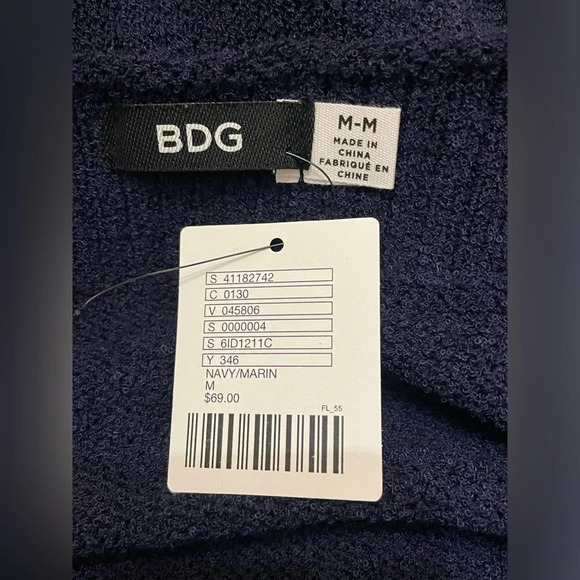 BDG
M-M
MADE IN
CHINA
FABRIQUÉ EN
CHINE
S 41182742
C 0130
V 045806
S 0000004
S 6ID1211C
Y 346
NAVY/MARIN
M
$69.00
FL_55